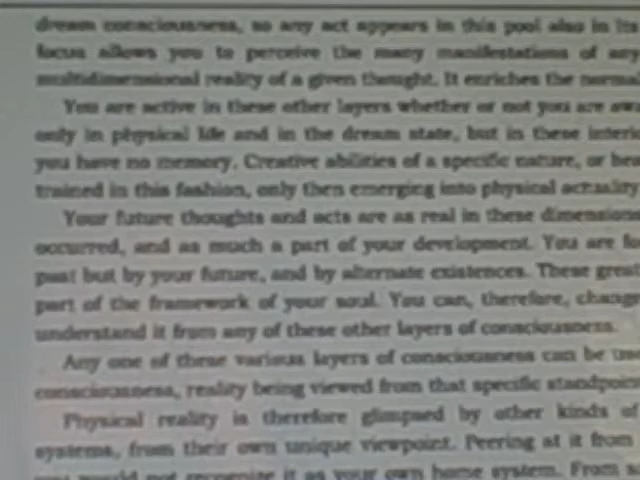 dream consciousness, so any act appears in this pool also in its
focus allows you to perceive the many manifestations of any
multidimensional reality of a given thought. It enriches the norma
You are active in these other layers whether or not you are aw
only in physical life and in the dream state, but in these interi
you have no memory. Creative abilities of a specific nature, or hea
trained in this fashion, only then emerging into physical actuality
Your future thoughts and acts are as real in these dimension
occurred, and as much a part of your development. You are fo
past but by your future, and by alternate existences. These great
part of the framework of your soul. You can, therefore, chang
understand it from any of these other layers of consciousness.
Any one of these various layers of consciousness can be use
consciousness, reality being viewed from that specific standpoin
Physical reality is therefore glimpsed by other kinds of
systems, from their own unique viewpoint. Peering at it from
you would not recognize it as your own home system. From so